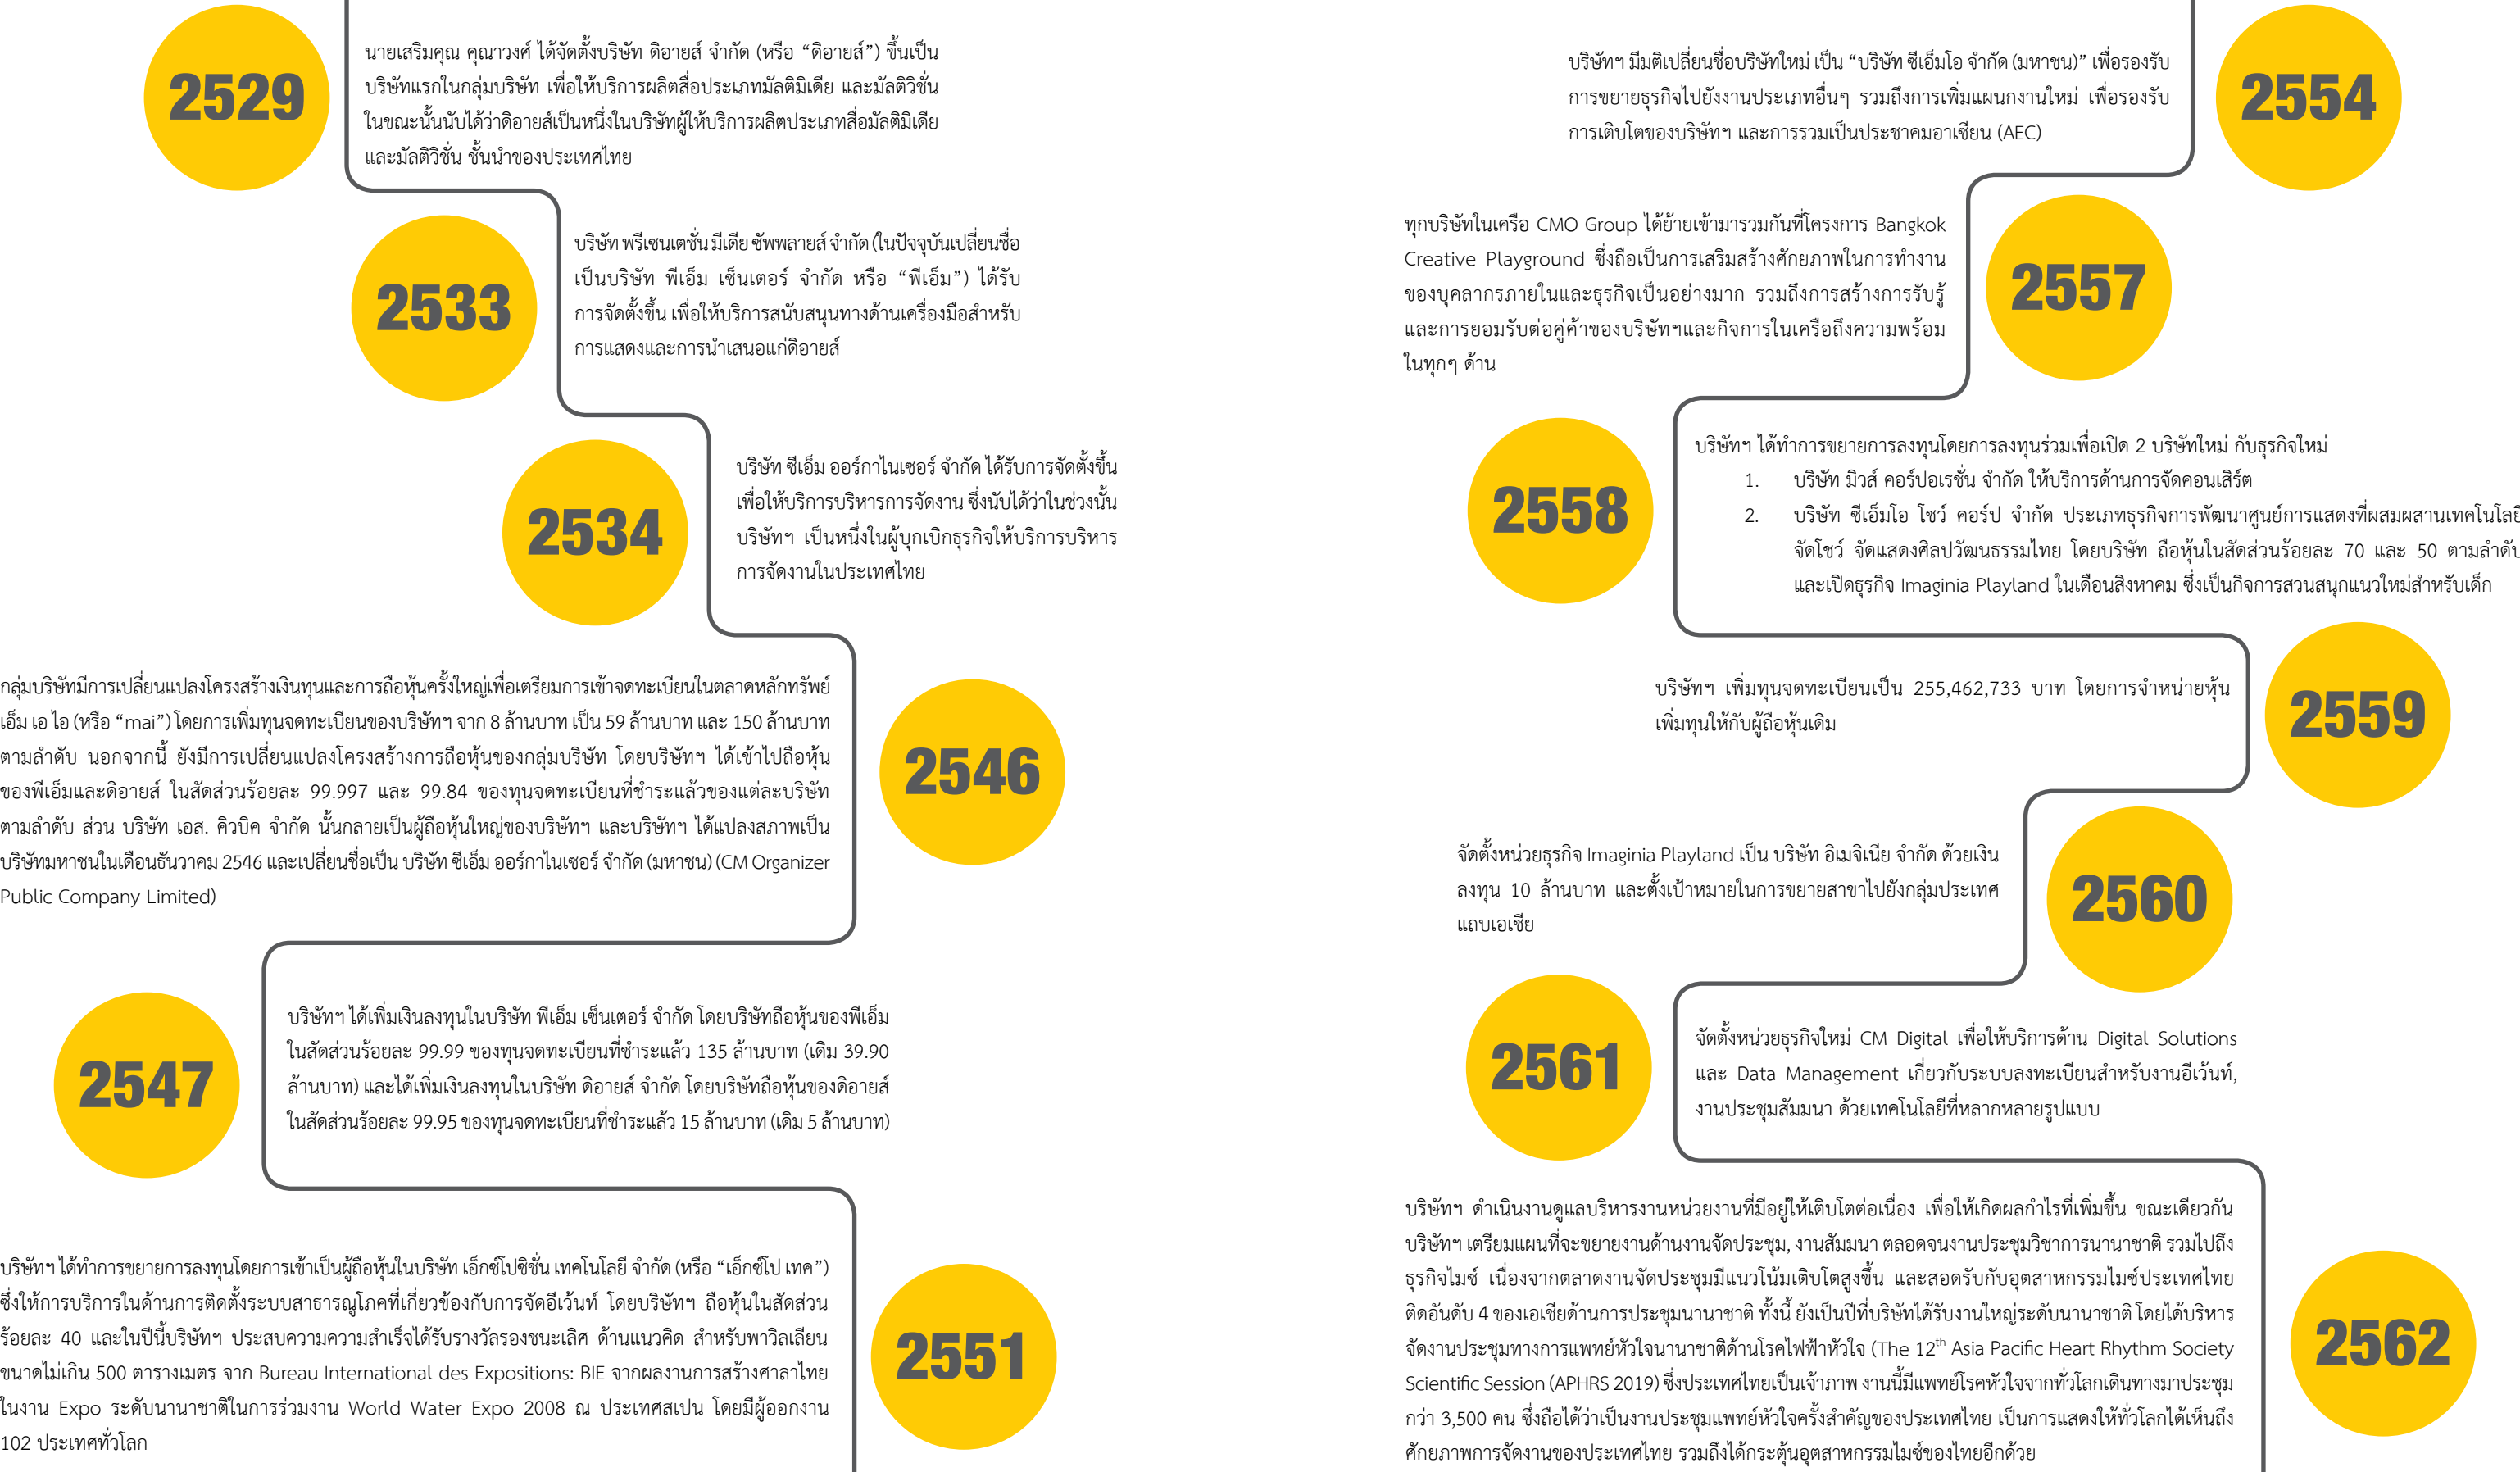 2529
นายเสริมคุณ คุณาวงศ์ ได้จัดตั้งบริษัท ดิอายส์ จำกัด (หรือ “ดิอายส์”) ขึ้นเป็น
บริษัทแรกในกลุ่มบริษัท เพื่อให้บริการผลิตสื่อประเภทมัลติมิเดีย และมัลติวิชั่น
ในขณะนั้นนับได้ว่าดิอายส์เป็นหนึ่งในบริษัทผู้ให้บริการผลิตประเภทสื่อมัลติมิเดีย
และมัลติวิชั่น ชั้นนำของประเทศไทย
2533
บริษัท พรีเซนเตชั่น มีเดีย ซัพพลายส์ จำกัด (ในปัจจุบันเปลี่ยนชื่อ
เป็นบริษัท พีเอ็ม เซ็นเตอร์ จำกัด หรือ “พีเอ็ม”) ได้รับ
การจัดตั้งขึ้น เพื่อให้บริการสนับสนุนทางด้านเครื่องมือสำหรับ
การแสดงและการนำเสนอแก่ดิอายส์
2534
บริษัท ซีเอ็ม ออร์กาไนเซอร์ จำกัด ได้รับการจัดตั้งขึ้น
เพื่อให้บริการบริหารการจัดงาน ซึ่งนับได้ว่าในช่วงนั้น
บริษัทฯ เป็นหนึ่งในผู้บุกเบิกธุรกิจให้บริการบริหาร
การจัดงานในประเทศไทย
กลุ่มบริษัทมีการเปลี่ยนแปลงโครงสร้างเงินทุนและการถือหุ้นครั้งใหญ่เพื่อเตรียมการเข้าจดทะเบียนในตลาดหลักทรัพย์
เอ็ม เอ ไอ (หรือ “mai”) โดยการเพิ่มทุนจดทะเบียนของบริษัทฯ จาก 8 ล้านบาท เป็น 59 ล้านบาท และ 150 ล้านบาท
ตามลำดับ นอกจากนี้ ยังมีการเปลี่ยนแปลงโครงสร้างการถือหุ้นของกลุ่มบริษัท โดยบริษัทฯ ได้เข้าไปถือหุ้น
ของพีเอ็มและดิอายส์ ในสัดส่วนร้อยละ 99.997 และ 99.84 ของทุนจดทะเบียนที่ชำระแล้วของแต่ละบริษัท
ตามลำดับ ส่วน บริษัท เอส. คิวบิค จำกัด นั้นกลายเป็นผู้ถือหุ้นใหญ่ของบริษัทฯ และบริษัทฯ ได้แปลงสภาพเป็น
บริษัทมหาชนในเดือนธันวาคม 2546 และเปลี่ยนชื่อเป็น บริษัท ซีเอ็ม ออร์กาไนเซอร์ จำกัด (มหาชน) (CM Organizer
Public Company Limited)
2546
2547
บริษัทฯ ได้เพิ่มเงินลงทุนในบริษัท พีเอ็ม เซ็นเตอร์ จำกัด โดยบริษัทถือหุ้นของพีเอ็ม
ในสัดส่วนร้อยละ 99.99 ของทุนจดทะเบียนที่ชำระแล้ว 135 ล้านบาท (เดิม 39.90
ล้านบาท) และได้เพิ่มเงินลงทุนในบริษัท ดิอายส์ จำกัด โดยบริษัทถือหุ้นของดิอายส์
ในสัดส่วนร้อยละ 99.95 ของทุนจดทะเบียนที่ชำระแล้ว 15 ล้านบาท (เดิม 5 ล้านบาท)
บริษัทฯ ได้ทำการขยายการลงทุนโดยการเข้าเป็นผู้ถือหุ้นในบริษัท เอ็กซ์โปซิชั่น เทคโนโลยี จำกัด (หรือ “เอ็กซ์โป เทค”)
ซึ่งให้การบริการในด้านการติดตั้งระบบสาธารณูโภคที่เกี่ยวข้องกับการจัดอีเว้นท์ โดยบริษัทฯ ถือหุ้นในสัดส่วน
ร้อยละ 40 และในปีนี้บริษัทฯ ประสบความความสำเร็จได้รับรางวัลรองชนะเลิศ ด้านแนวคิด สำหรับพาวิลเลียน
ขนาดไม่เกิน 500 ตารางเมตร จาก Bureau International des Expositions: BIE จากผลงานการสร้างศาลาไทย
ในงาน Expo ระดับนานาชาติในการร่วมงาน World Water Expo 2008 ณ ประเทศสเปน โดยมีผู้ออกงาน
102 ประเทศทั่วโลก
2551
บริษัทฯ มีมติเปลี่ยนชื่อบริษัทใหม่ เป็น “บริษัท ซีเอ็มโอ จำกัด (มหาชน)” เพื่อรองรับ
การขยายธุรกิจไปยังงานประเภทอื่นๆ รวมถึงการเพิ่มแผนกงานใหม่ เพื่อรองรับ
การเติบโตของบริษัทฯ และการรวมเป็นประชาคมอาเซียน (AEC)
2554
ทุกบริษัทในเครือ CMO Group ได้ย้ายเข้ามารวมกันที่โครงการ Bangkok
Creative Playground ซึ่งถือเป็นการเสริมสร้างศักยภาพในการทำงาน
ของบุคลากรภายในและธุรกิจเป็นอย่างมาก รวมถึงการสร้างการรับรู้
และการยอมรับต่อคู่ค้าของบริษัทฯและกิจการในเครือถึงความพร้อม
ในทุกๆ ด้าน
2557
2558
บริษัทฯ ได้ทำการขยายการลงทุนโดยการลงทุนร่วมเพื่อเปิด 2 บริษัทใหม่ กับธุรกิจใหม่
1. บริษัท มิวส์ คอร์ปอเรชั่น จำกัด ให้บริการด้านการจัดคอนเสิร์ต
2. บริษัท ซีเอ็มโอ โชว์ คอร์ป จำกัด ประเภทธุรกิจการพัฒนาศูนย์การแสดงที่ผสมผสานเทคโนโลยี
จัดโชว์ จัดแสดงศิลปวัฒนธรรมไทย โดยบริษัท ถือหุ้นในสัดส่วนร้อยละ 70 และ 50 ตามลำดับ
และเปิดธุรกิจ Imaginia Playland ในเดือนสิงหาคม ซึ่งเป็นกิจการสวนสนุกแนวใหม่สำหรับเด็ก
บริษัทฯ เพิ่มทุนจดทะเบียนเป็น 255,462,733 บาท โดยการจำหน่ายหุ้น
เพิ่มทุนให้กับผู้ถือหุ้นเดิม
2559
จัดตั้งหน่วยธุรกิจ Imaginia Playland เป็น บริษัท อิเมจิเนีย จำกัด ด้วยเงิน
ลงทุน 10 ล้านบาท และตั้งเป้าหมายในการขยายสาขาไปยังกลุ่มประเทศ
แถบเอเชีย
2560
2561
จัดตั้งหน่วยธุรกิจใหม่ CM Digital เพื่อให้บริการด้าน Digital Solutions
และ Data Management เกี่ยวกับระบบลงทะเบียนสำหรับงานอีเว้นท์,
งานประชุมสัมมนา ด้วยเทคโนโลยีที่หลากหลายรูปแบบ
บริษัทฯ ดำเนินงานดูแลบริหารงานหน่วยงานที่มีอยู่ให้เติบโตต่อเนื่อง เพื่อให้เกิดผลกำไรที่เพิ่มขึ้น ขณะเดียวกัน
บริษัทฯ เตรียมแผนที่จะขยายงานด้านงานจัดประชุม, งานสัมมนา ตลอดจนงานประชุมวิชาการนานาชาติ รวมไปถึง
ธุรกิจไมซ์ เนื่องจากตลาดงานจัดประชุมมีแนวโน้มเติบโตสูงขึ้น และสอดรับกับอุตสาหกรรมไมซ์ประเทศไทย
ติดอันดับ 4 ของเอเชียด้านการประชุมนานาชาติ ทั้งนี้ ยังเป็นปีที่บริษัทได้รับงานใหญ่ระดับนานาชาติ โดยได้บริหาร
จัดงานประชุมทางการแพทย์หัวใจนานาชาติด้านโรคไฟฟ้าหัวใจ (The 12th Asia Pacific Heart Rhythm Society
Scientific Session (APHRS 2019) ซึ่งประเทศไทยเป็นเจ้าภาพ งานนี้มีแพทย์โรคหัวใจจากทั่วโลกเดินทางมาประชุม
กว่า 3,500 คน ซึ่งถือได้ว่าเป็นงานประชุมแพทย์หัวใจครั้งสำคัญของประเทศไทย เป็นการแสดงให้ทั่วโลกได้เห็นถึง
ศักยภาพการจัดงานของประเทศไทย รวมถึงได้กระตุ้นอุตสาหกรรมไมซ์ของไทยอีกด้วย
2562